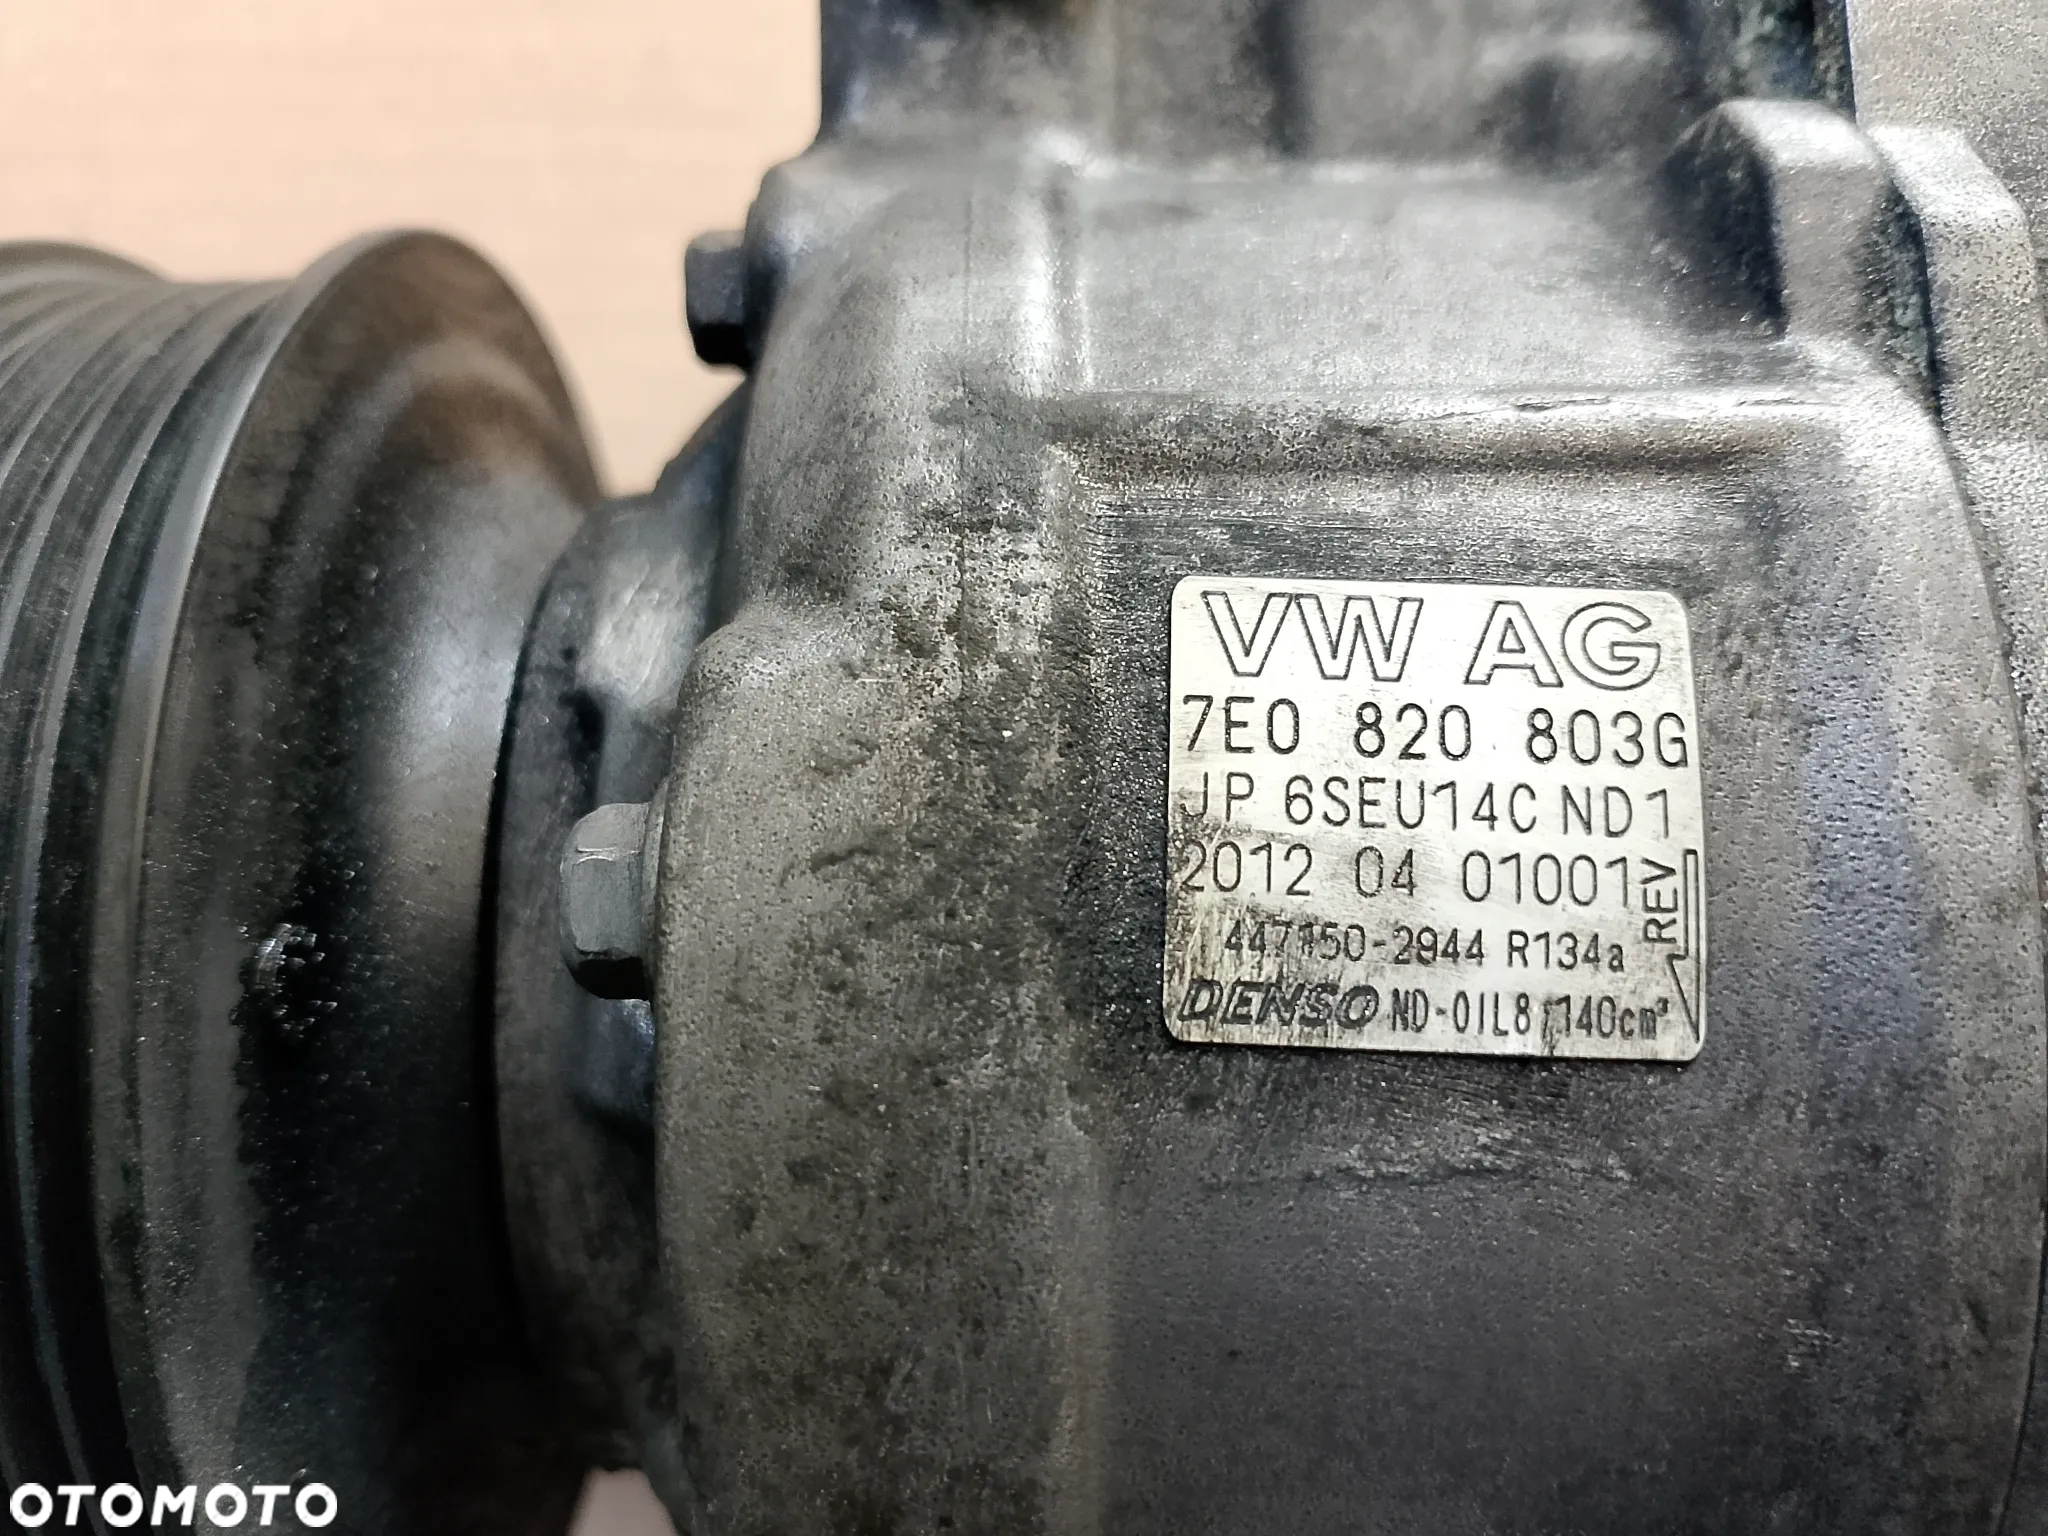 VW AG
7E0 820 803G
JP 6SEU14C ND1
2012 04 01001
REV
447150-2944 R134a
DENSO ND-OIL8 140cm³
OTOMOTO